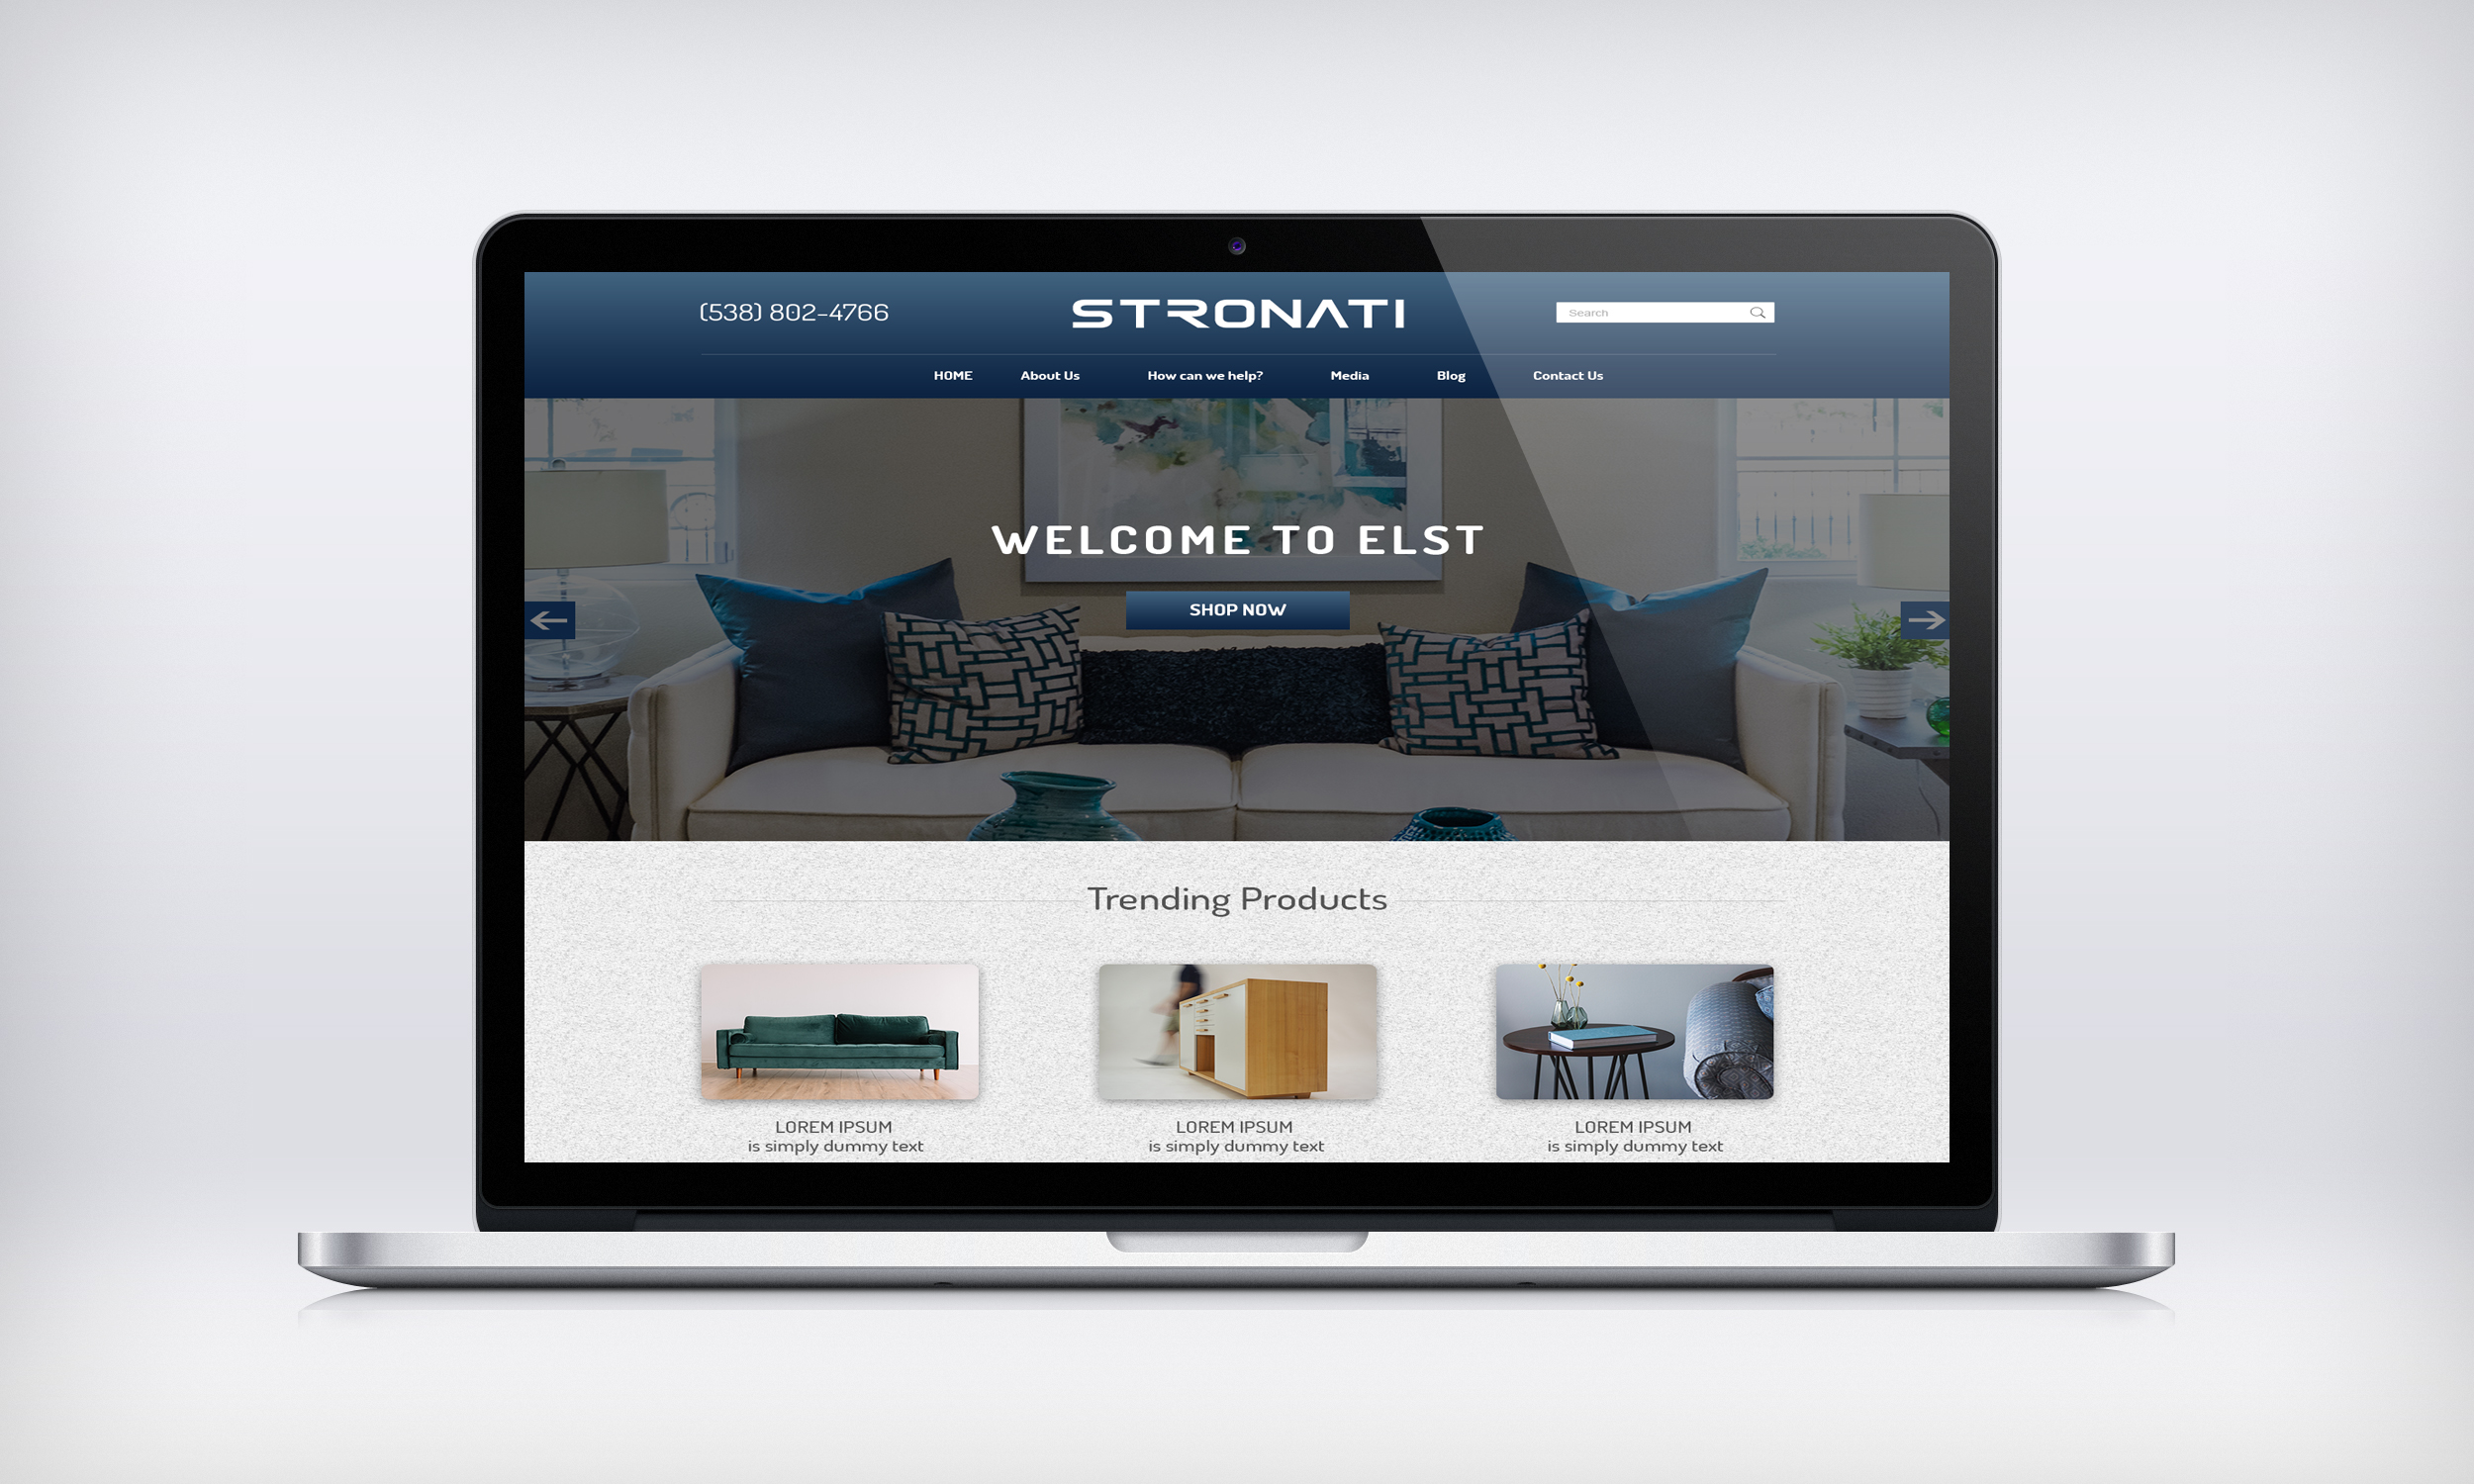 (538) 802-4766
STRONATI
Search
HOME About Us How can we help? Media Blog Contact Us
WELCOME TO ELST
SHOP NOW
Trending Products
LOREM IPSUM
is simply dummy text
LOREM IPSUM
is simply dummy text
LOREM IPSUM
is simply dummy text